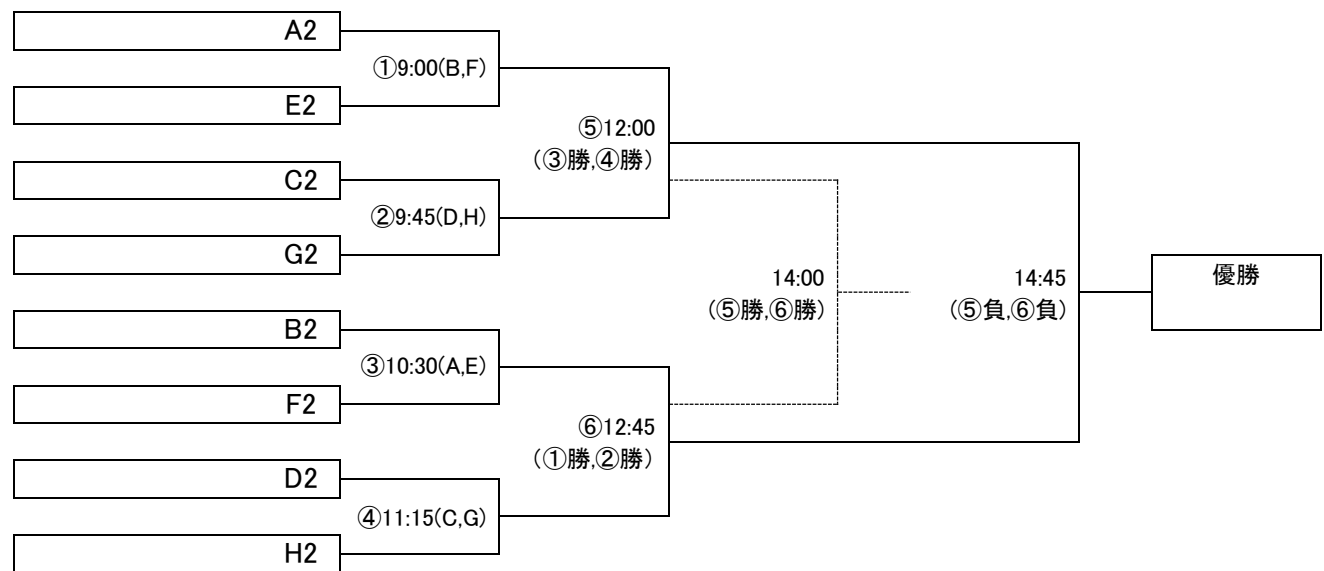 A2
①9:00(B,F)
E2
⑤12:00
(③勝,④勝)
C2
②9:45(D,H)
G2
14:00
(⑤勝,⑥勝)
14:45
(⑤負,⑥負)
優勝
B2
③10:30(A,E)
F2
⑥12:45
(①勝,②勝)
D2
④11:15(C,G)
H2